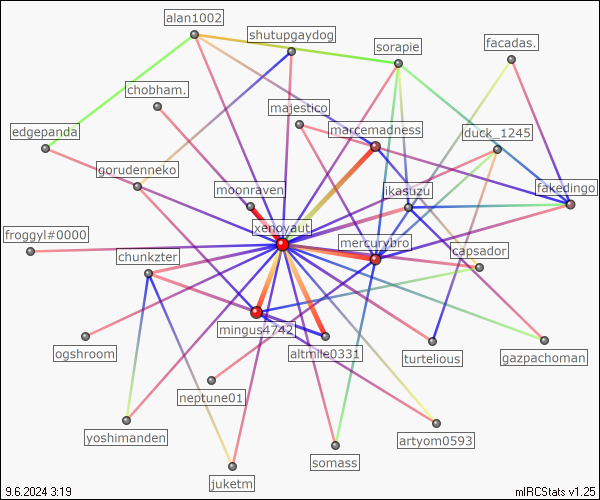 alan1002
shutupgaydog
sorapie
facadas.
chobham.
majestico
marcemadness
duck_1245
edgepanda
gorudenneko
moonraven
ikasuzu
fakedingo
froggyl#0000
xenoyaut
mercurybro
capsador
chunkzter
mingus4742
altmile0331
ogshroom
turtelious
gazpachoman
neptune01
yoshimanden
artyom0593
somass
juketm
9.6.2024 3:19
mIRCStats v1.25